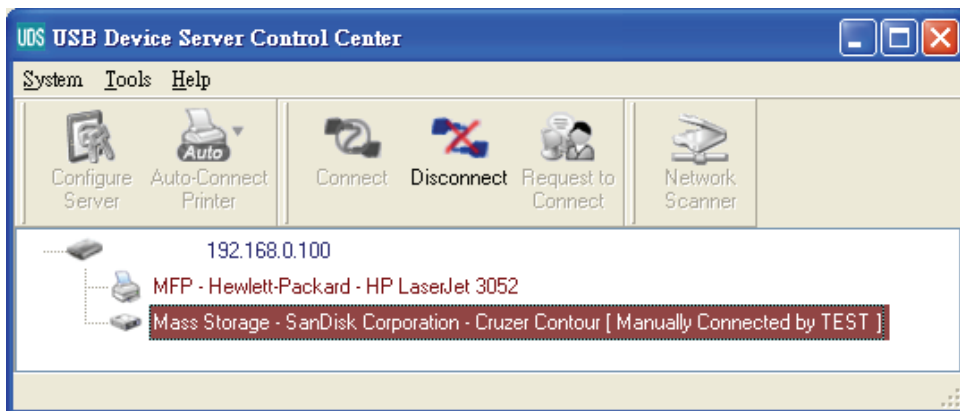 UDS USB Device Server Control Center
System Tools Help
Auto
Configure Server
Auto-Connect Printer
Connect
Disconnect
Request to Connect
Network Scanner
192.168.0.100
MFP - Hewlett-Packard - HP LaserJet 3052
Mass Storage - SanDisk Corporation - Cruzer Contour [ Manually Connected by TEST ]